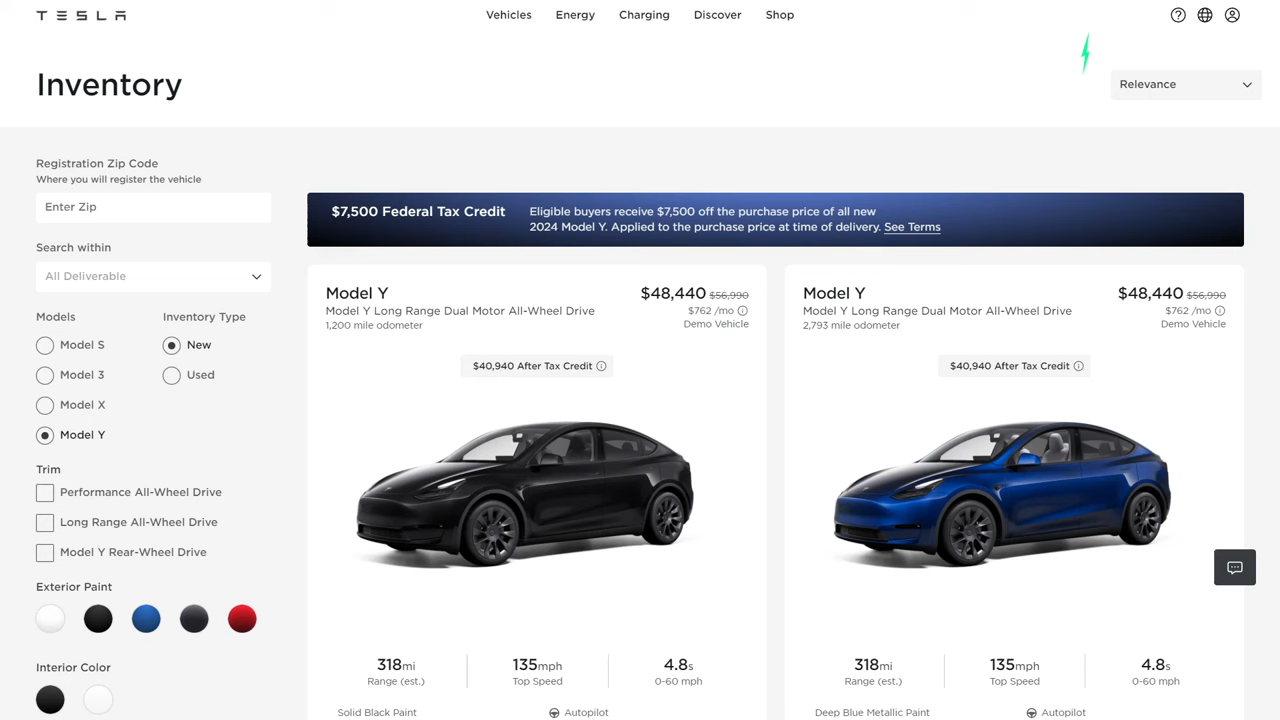 TESLA
Vehicles
Energy
Charging
Discover
Shop
Inventory
Relevance
Registration Zip Code
Where you will register the vehicle
Enter Zip
Search within
All Deliverable
Models
Inventory Type
Model S
New
Model 3
Used
Model X
Model Y
Trim
Performance All-Wheel Drive
Long Range All-Wheel Drive
Model Y Rear-Wheel Drive
Exterior Paint
Interior Color
$7,500 Federal Tax Credit
Eligible buyers receive $7,500 off the purchase price of all new
2024 Model Y. Applied to the purchase price at time of delivery. See Terms
Model Y
$48,440 $56,990
Model Y Long Range Dual Motor All-Wheel Drive
$762 /mo
1,200 mile odometer
Demo Vehicle
$40,940 After Tax Credit
318mi
135mph
4.8s
Range (est.)
Top Speed
0-60 mph
Solid Black Paint
Autopilot
Model Y
$48,440 $56,990
Model Y Long Range Dual Motor All-Wheel Drive
$762 /mo
2,793 mile odometer
Demo Vehicle
$40,940 After Tax Credit
318mi
135mph
4.8s
Range (est.)
Top Speed
0-60 mph
Deep Blue Metallic Paint
Autopilot